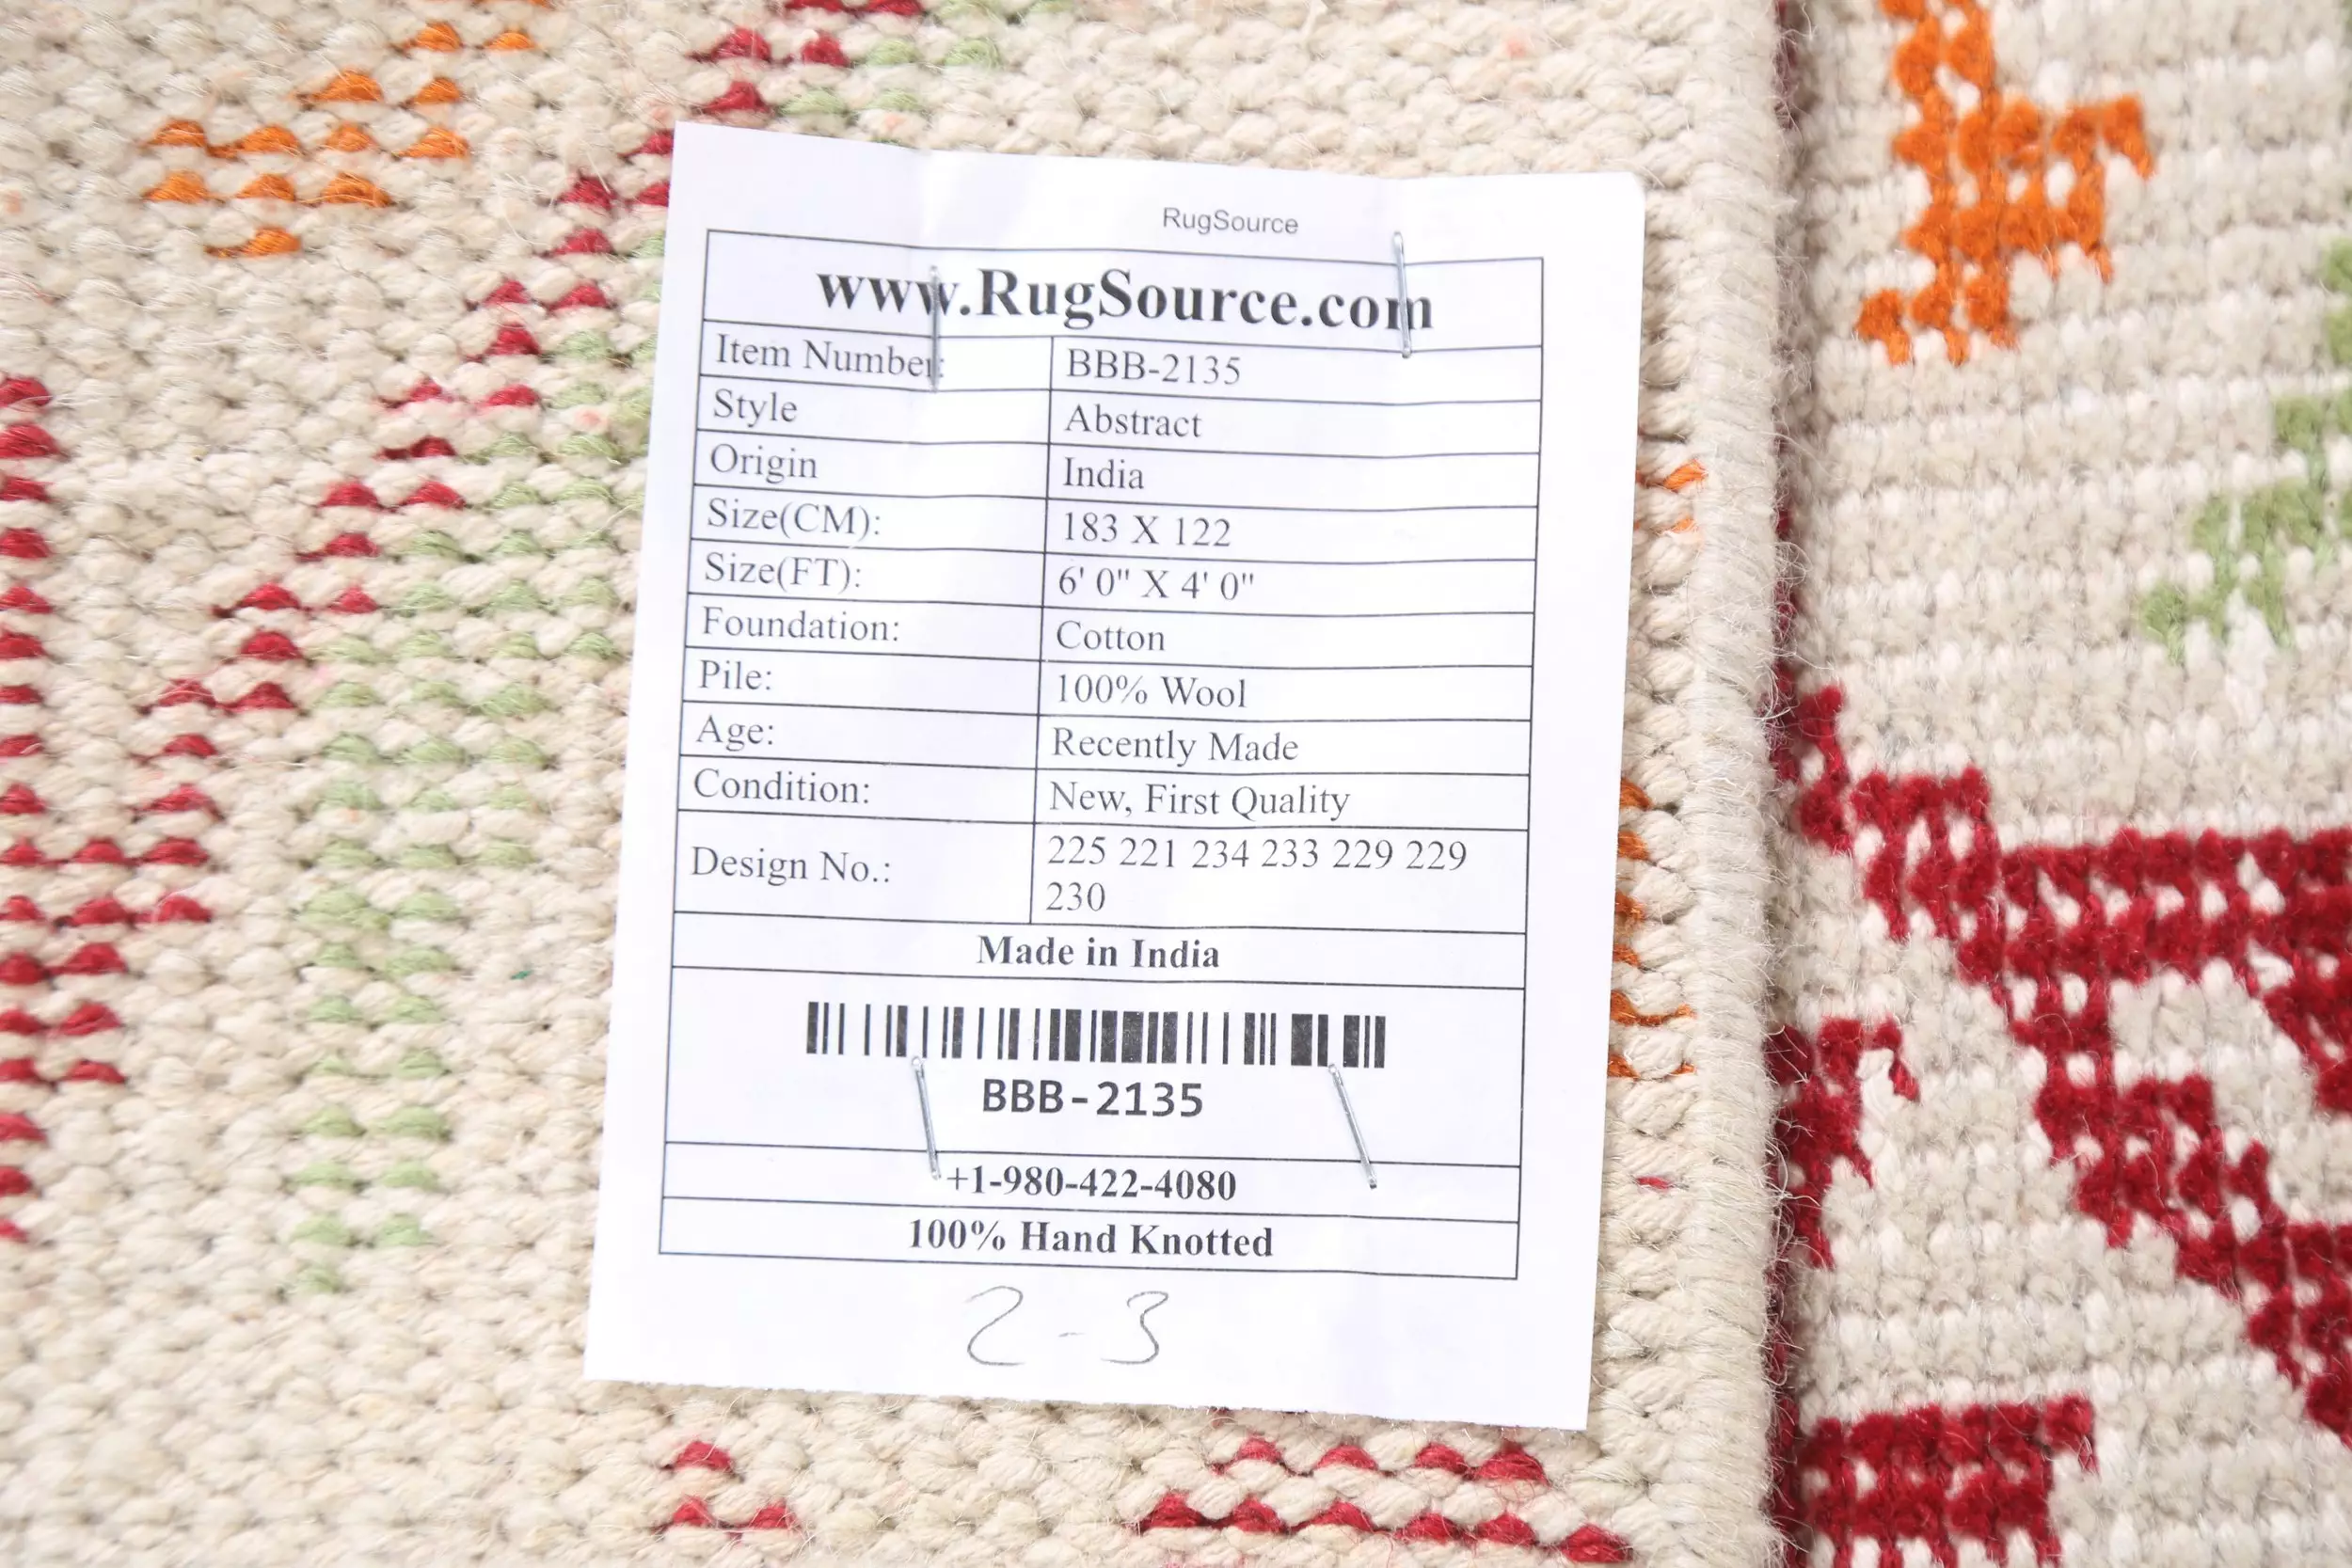 RugSource
www.RugSource.com
Item Number: BBB-2135
Style Abstract
Origin India
Size(CM): 183 X 122
Size(FT): 6' 0" X 4' 0"
Foundation: Cotton
Pile: 100% Wool
Age: Recently Made
Condition: New, First Quality
Design No.: 225 221 234 233 229 229
230
Made in India
BBB-2135
+1-980-422-4080
100% Hand Knotted
2-3